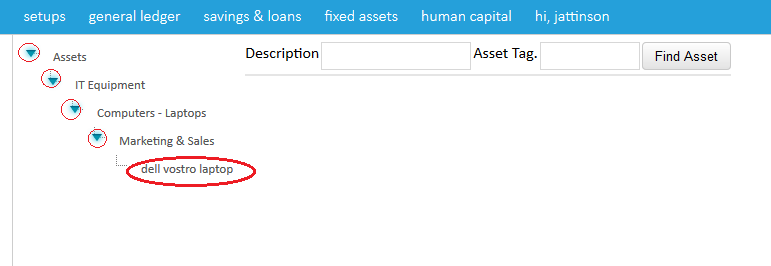 setups general ledger savings & loans fixed assets human capital hi, jattinson
Description Asset Tag. Find Asset
Assets
IT Equipment
Computers - Laptops
Marketing & Sales
dell vostro laptop